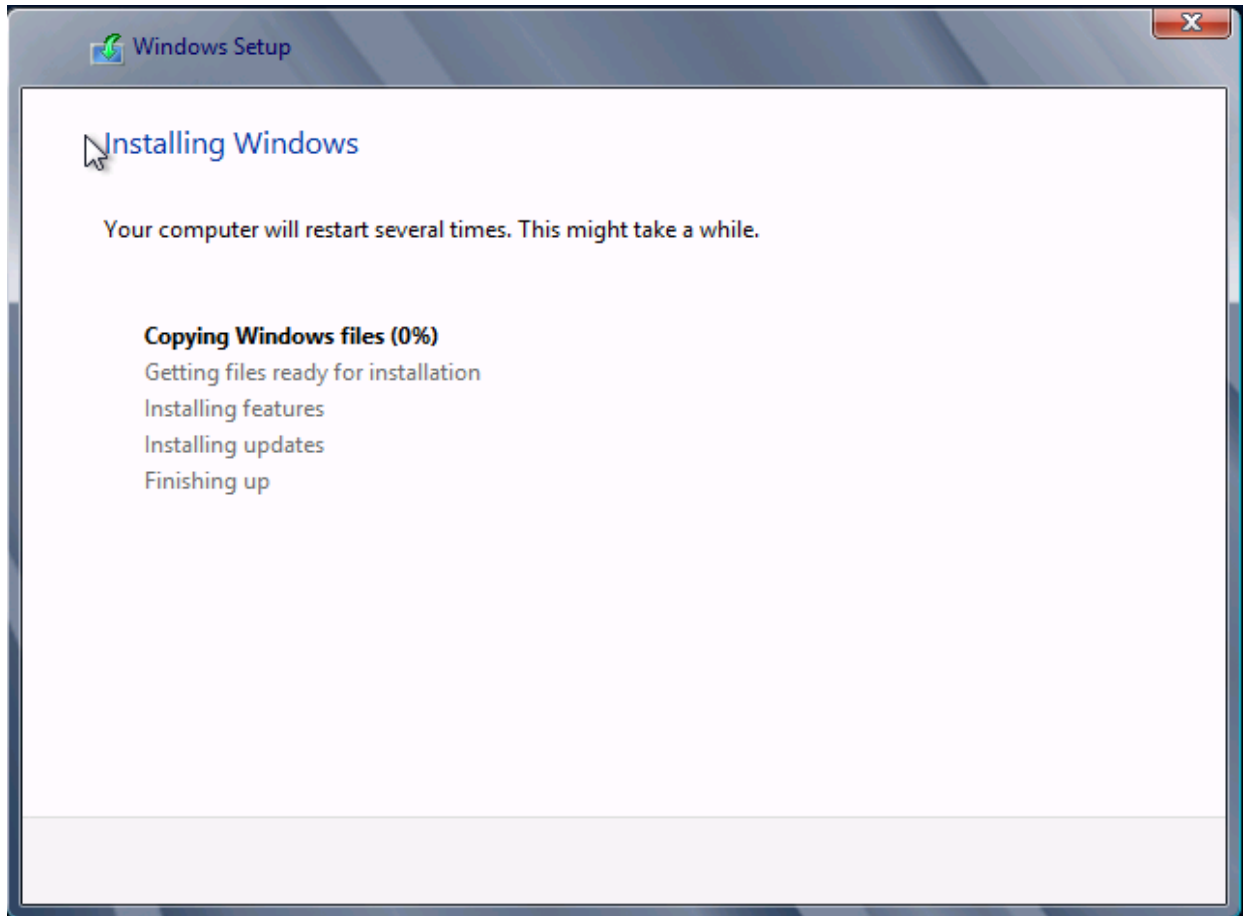 Windows Setup
Installing Windows
Your computer will restart several times. This might take a while.
Copying Windows files (0%)
Getting files ready for installation
Installing features
Installing updates
Finishing up